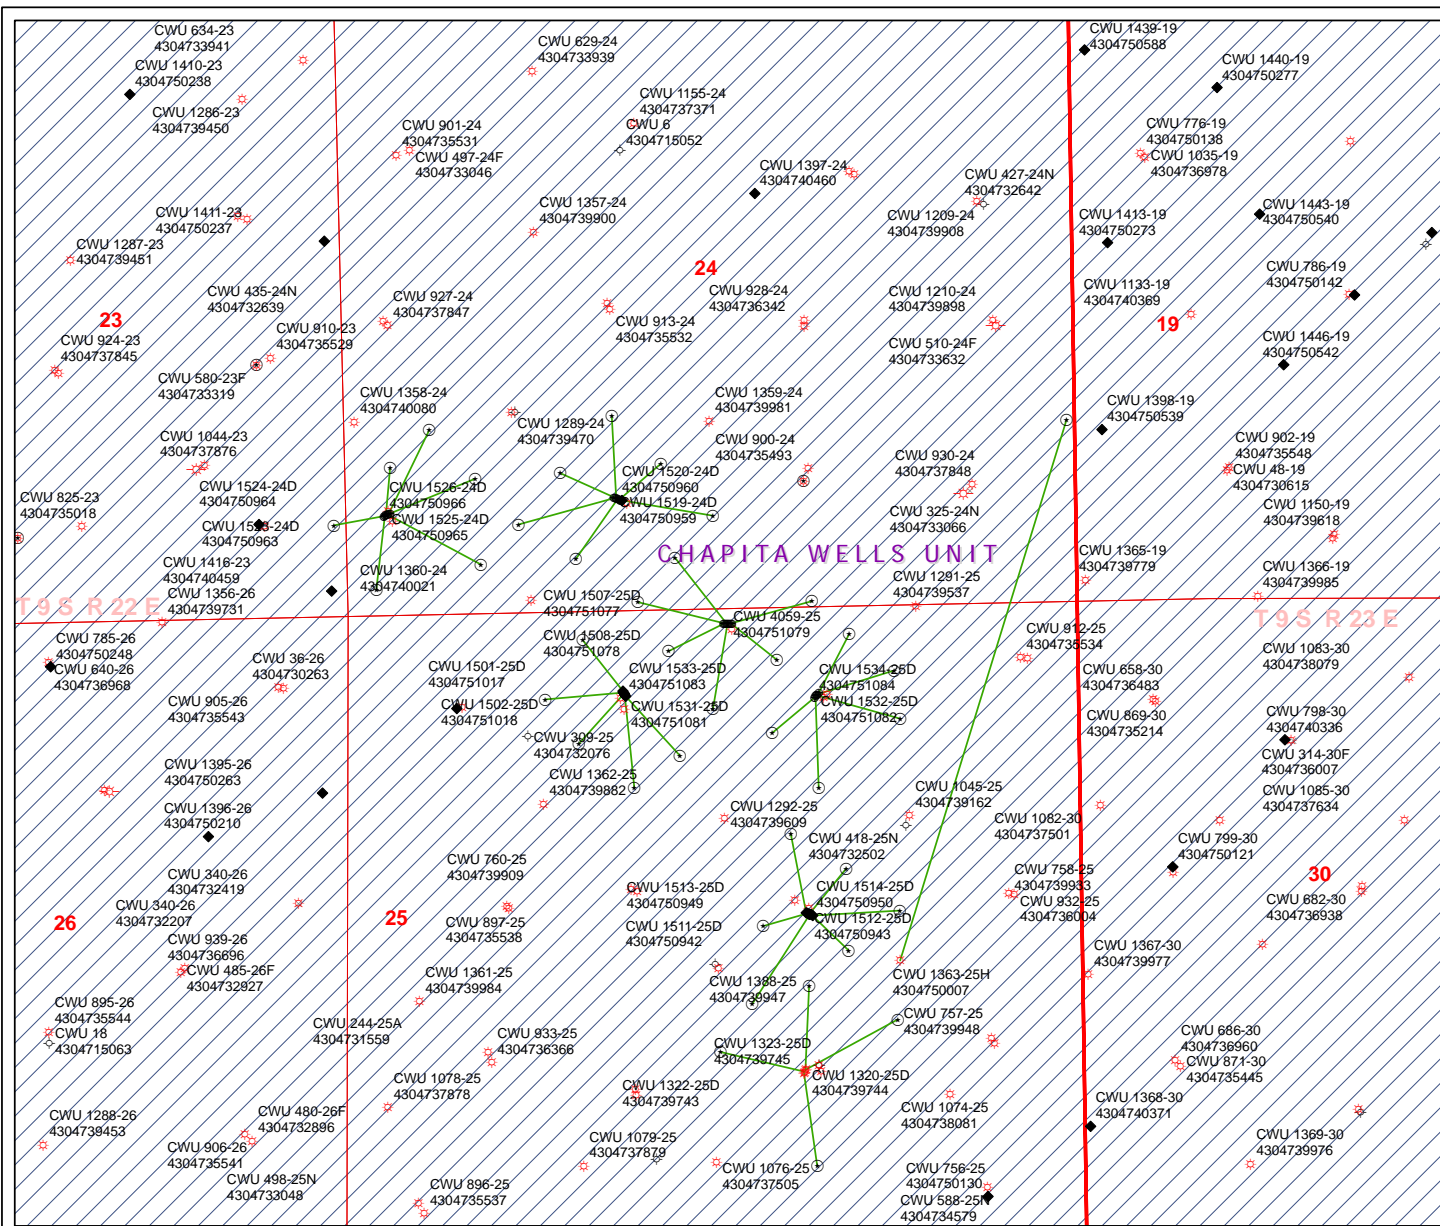 CWU 634-23
4304733941
CWU 1410-23
4304750238
CWU 1286-23
4304739450
CWU 629-24
4304733939
CWU 1155-24
4304737371
CWU 6
4304715052
CWU 901-24
4304735531
CWU 497-24F
4304733046
CWU 1397-24
4304740460
CWU 427-24N
4304732642
CWU 1439-19
4304750588
CWU 1440-19
4304750277
CWU 776-19
4304750138
CWU 1035-19
4304736978
CWU 1411-23
4304750237
CWU 1287-23
4304739451
CWU 1357-24
4304739900
CWU 1209-24
4304739908
CWU 1413-19
4304750273
CWU 1443-19
4304750540
CWU 786-19
4304750142
24
CWU 435-24N
4304732639
CWU 927-24
4304737847
CWU 913-24
4304735532
CWU 928-24
4304736342
CWU 1210-24
4304739898
CWU 1133-19
4304740369
23
19
CWU 924-23
4304737845
CWU 910-23
4304735529
CWU 580-23F
4304733319
CWU 510-24F
4304733632
CWU 1446-19
4304750542
CWU 1358-24
4304740080
CWU 1289-24
4304739470
CWU 1359-24
4304739981
CWU 900-24
4304735493
CWU 930-24
4304737848
CWU 1398-19
4304750539
CWU 902-19
4304735548
CWU 48-19
4304730615
CWU 1044-23
4304737876
CWU 1524-24D
4304750964
CWU 1523-24D
4304750963
CWU 825-23
4304735018
CWU 1526-24D
4304750966
CWU 1525-24D
4304750965
CWU 1520-24D
4304750960
CWU 1519-24D
4304750959
CWU 325-24N
4304733066
CWU 1150-19
4304739618
CHAPITA WELLS UNIT
CWU 1416-23
4304740459
CWU 1356-26
4304739731
CWU 1360-24
4304740021
CWU 1291-25
4304739537
CWU 1365-19
4304739779
CWU 1366-19
4304739985
T 9 S R 22 E
T 9 S R 23 E
CWU 1507-25D
4304751077
CWU 1508-25D
4304751078
CWU 4059-25
4304751079
CWU 785-26
4304750248
CWU 640-26
4304736968
CWU 36-26
4304730263
CWU 905-26
4304735543
CWU 1501-25D
4304751017
CWU 1502-25D
4304751018
CWU 1533-25D
4304751083
CWU 1531-25D
4304751081
CWU 1534-25D
4304751084
CWU 1532-25D
4304751082
CWU 912-25
4304735534
CWU 658-30
4304736483
CWU 869-30
4304735214
CWU 1083-30
4304738079
CWU 798-30
4304740336
CWU 314-30F
4304736007
CWU 1085-30
4304737634
CWU 309-25
4304732076
CWU 1362-25
4304739882
CWU 1395-26
4304750263
CWU 1396-26
4304750210
CWU 1292-25
4304739609
CWU 1045-25
4304739162
CWU 1082-30
4304737501
CWU 799-30
4304750121
CWU 418-25N
4304732502
CWU 340-26
4304732419
CWU 340-26
4304732207
CWU 760-25
4304739909
CWU 897-25
4304735538
CWU 1513-25D
4304750949
CWU 1511-25D
4304750942
CWU 1514-25D
4304750950
CWU 1512-25D
4304750943
CWU 758-25
4304739933
CWU 932-25
4304736004
30
CWU 682-30
4304736938
26
25
CWU 939-26
4304736696
CWU 485-26F
4304732927
CWU 1361-25
4304739984
CWU 1388-25
4304739947
CWU 1363-25H
4304750007
CWU 757-25
4304739948
CWU 1367-30
4304739977
CWU 895-26
4304735544
CWU 18
4304715063
CWU 244-25A
4304731559
CWU 933-25
4304736366
CWU 1323-25D
4304739745
CWU 1320-25D
4304739744
CWU 686-30
4304736960
CWU 871-30
4304735445
CWU 1078-25
4304737878
CWU 1322-25D
4304739743
CWU 1074-25
4304738081
CWU 1368-30
4304740371
CWU 1288-26
4304739453
CWU 480-26F
4304732896
CWU 906-26
4304735541
CWU 498-25N
4304733048
CWU 1079-25
4304737879
CWU 1076-25
4304737505
CWU 896-25
4304735537
CWU 756-25
4304750130
CWU 588-25N
4304734579
CWU 1369-30
4304739976